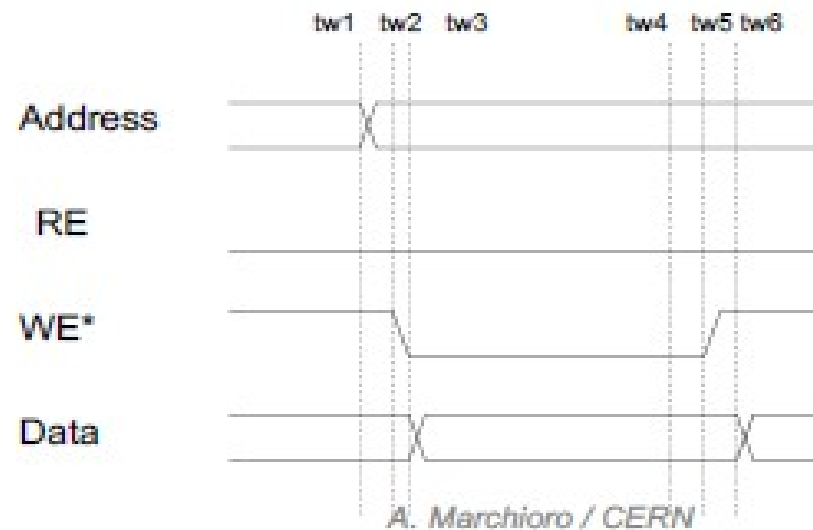 tw1 tw2 tw3 tw4 tw5 tw6
Address
RE
WE*
Data
A. Marchioro / CERN